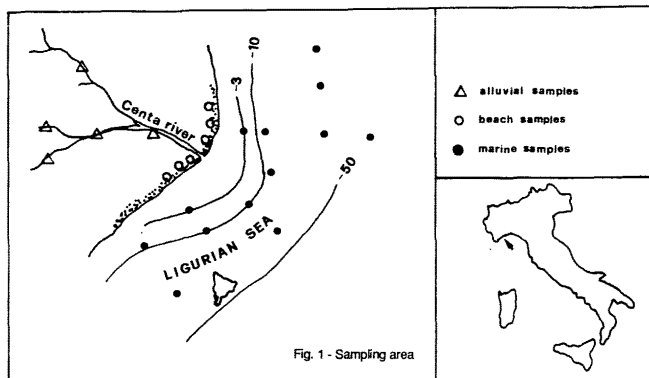 -10
-3
Centa river
-50
LIGURIAN SEA
Fig. 1 - Sampling area
alluvial samples
beach samples
marine samples